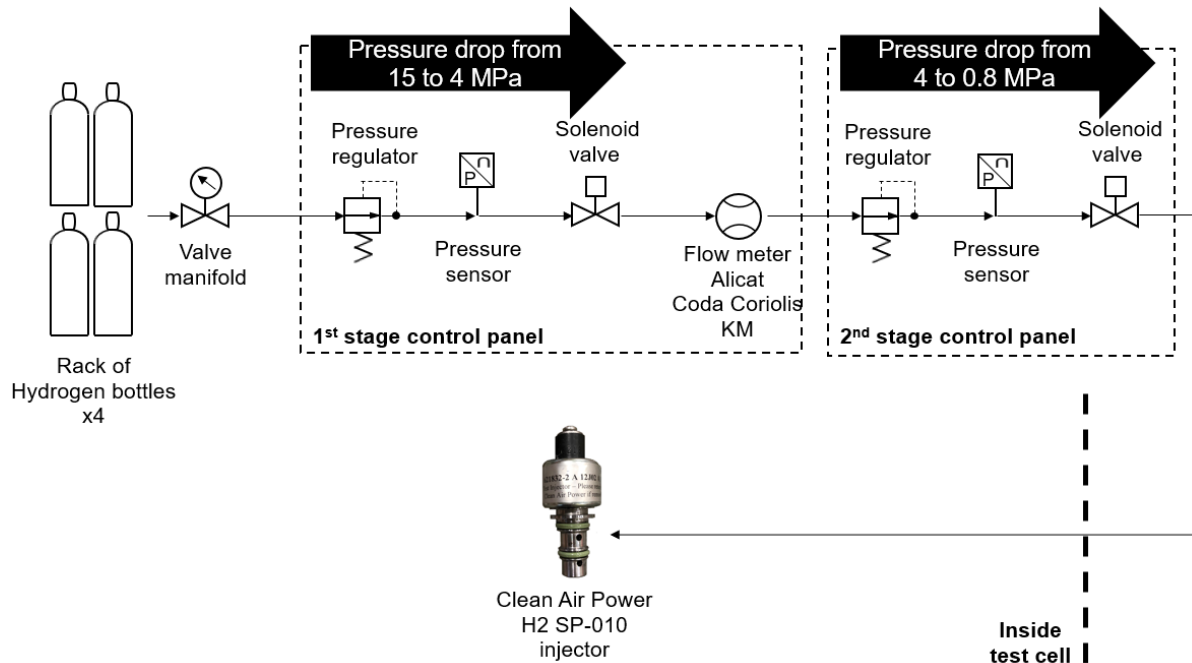 Pressure drop from
15 to 4 MPa
Pressure drop from
4 to 0.8 MPa
Pressure
regulator
Solenoid
valve
Pressure
regulator
Solenoid
valve
P
n
P
n
Valve
manifold
Pressure
sensor
Flow meter
Alicat
Coda Coriolis
KM
Pressure
sensor
1st stage control panel
2nd stage control panel
Rack of
Hydrogen bottles
x4
Clean Air Power
Clean Air Power
H2 SP-010
injector
Inside
test cell